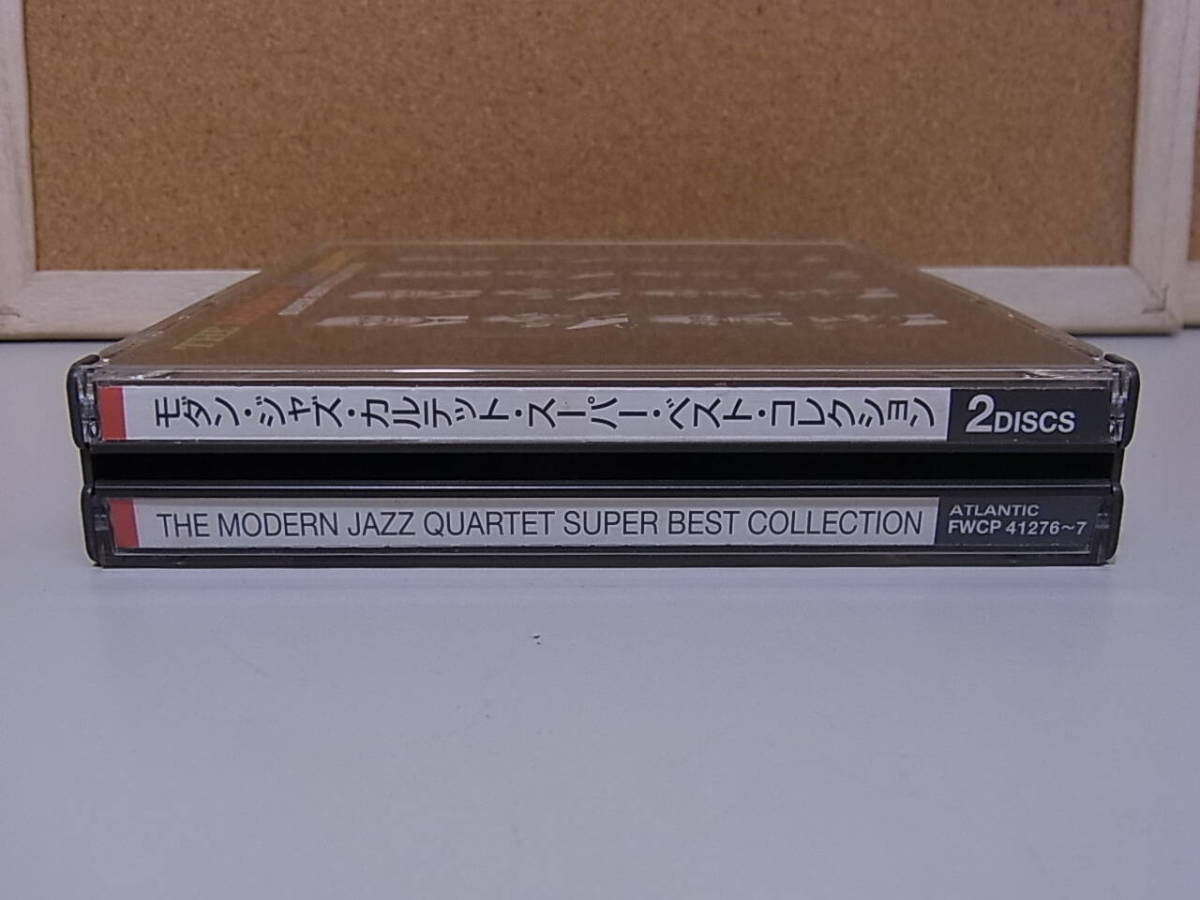 モダン・ジャズ・カルテット・スーパー・ベスト・コレクション
2DISCS
THE MODERN JAZZ QUARTET SUPER BEST COLLECTION
ATLANTIC
FWCP 41276~7